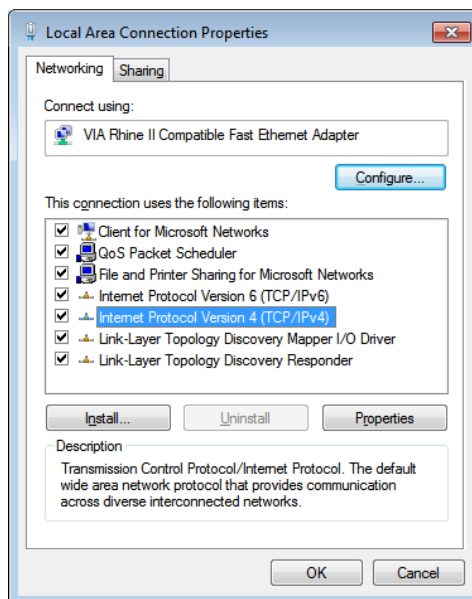 Local Area Connection Properties
Networking
Sharing
Connect using:
VIA Rhine II Compatible Fast Ethernet Adapter
Configure...
This connection uses the following items:
Client for Microsoft Networks
QoS Packet Scheduler
File and Printer Sharing for Microsoft Networks
Internet Protocol Version 6 (TCP/IPv6)
Internet Protocol Version 4 (TCP/IPv4)
Link-Layer Topology Discovery Mapper I/O Driver
Link-Layer Topology Discovery Responder
Install...
Uninstall
Properties
Description
Transmission Control Protocol/Internet Protocol. The default
wide area network protocol that provides communication
across diverse interconnected networks.
OK
Cancel